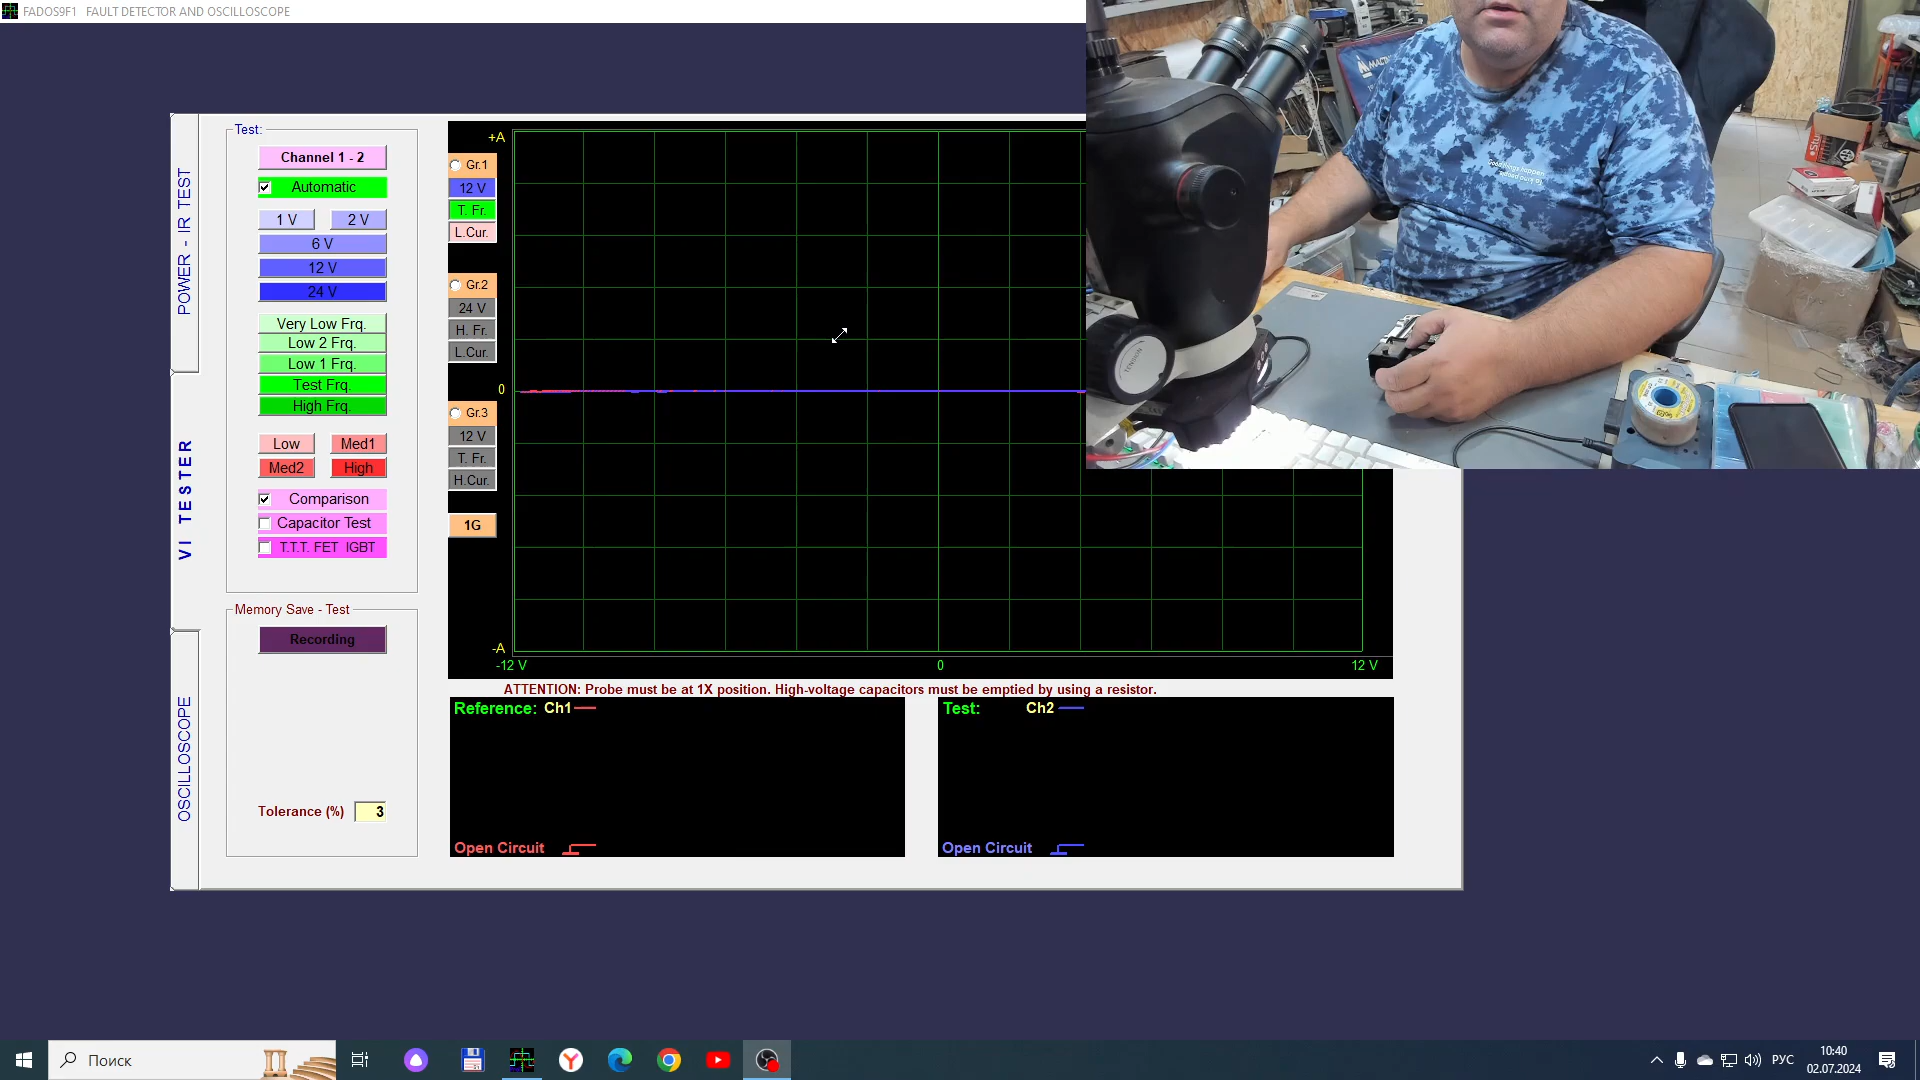 FADOS9F1 FAULT DETECTOR AND OSCILLOSCOPE
POWER - IR TEST
VI TESTER
OSCILLOSCOPE
Test:
Channel 1 - 2
Automatic
1 V
2 V
6 V
12 V
24 V
Very Low Frq.
Low 2 Frq.
Low 1 Frq.
Test Frq.
High Frq.
Low
Med1
Med2
High
Comparison
Capacitor Test
T.T.T. FET IGBT
Memory Save - Test
Recording
Tolerance (%) 3
+A
Gr.1
12 V
T. Fr.
L.Cur.
Gr.2
24 V
H. Fr.
L.Cur.
0
Gr.3
12 V
T. Fr.
H.Cur.
1G
-A
-12 V
0
12 V
ATTENTION: Probe must be at 1X position. High-voltage capacitors must be emptied by using a resistor.
Reference: Ch1
Open Circuit
Test: Ch2
Open Circuit
Good things happen
Поиск
РУС
10:40
02.07.2024